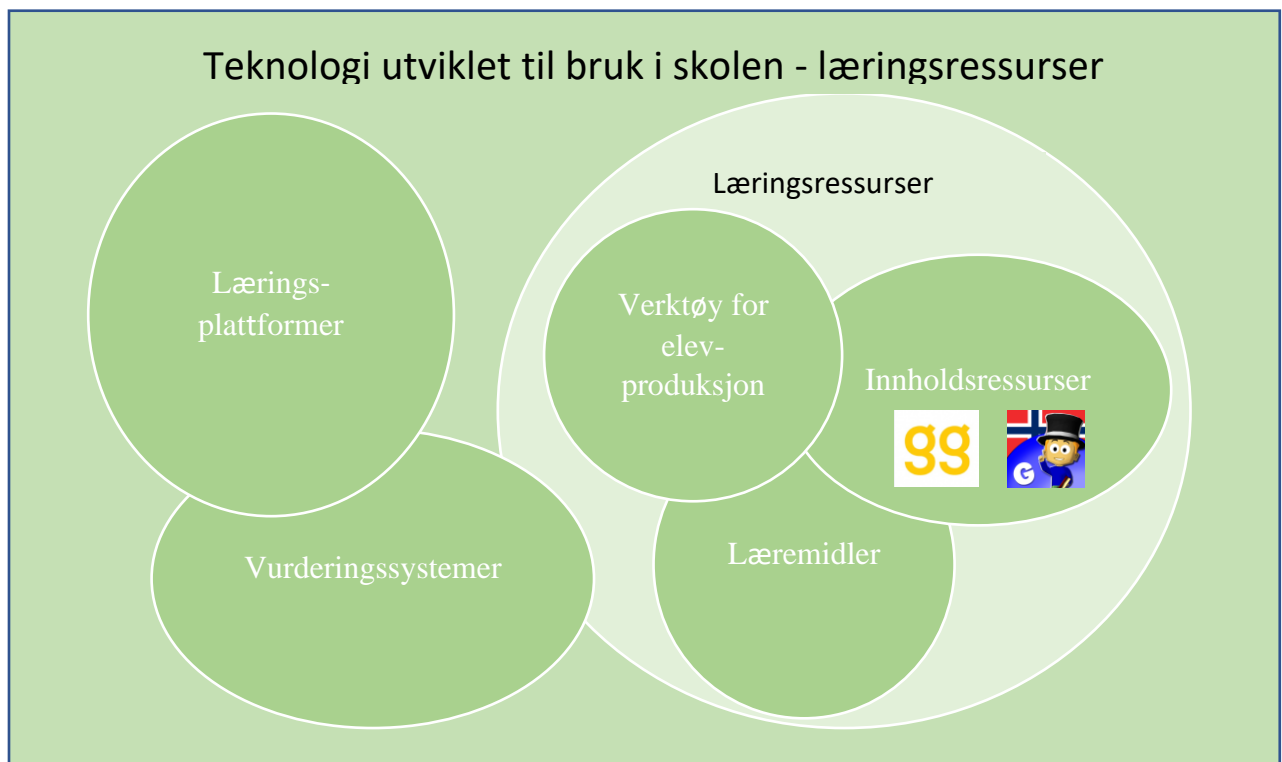 Teknologi utviklet til bruk i skolen - læringsressurser
Læringsressurser
Lærings-
plattformer
Verktøy for
elev-
produksjon
Innholdsressurser
gg
G
Vurderingssystemer
Læremidler